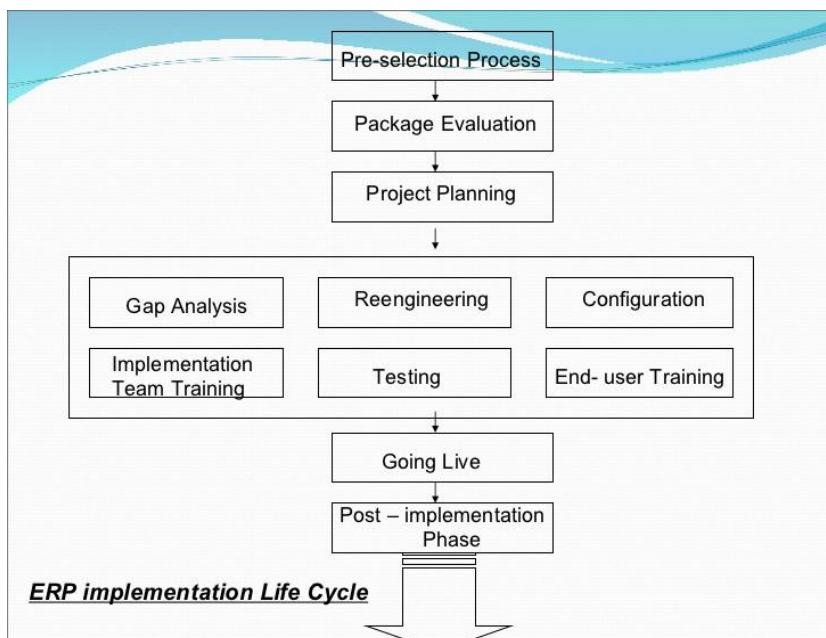 Pre-selection Process
Package Evaluation
Project Planning
Gap Analysis
Reengineering
Configuration
Implementation
Team Training
Testing
End- user Training
Going Live
Post – implementation
Phase
ERP implementation Life Cycle